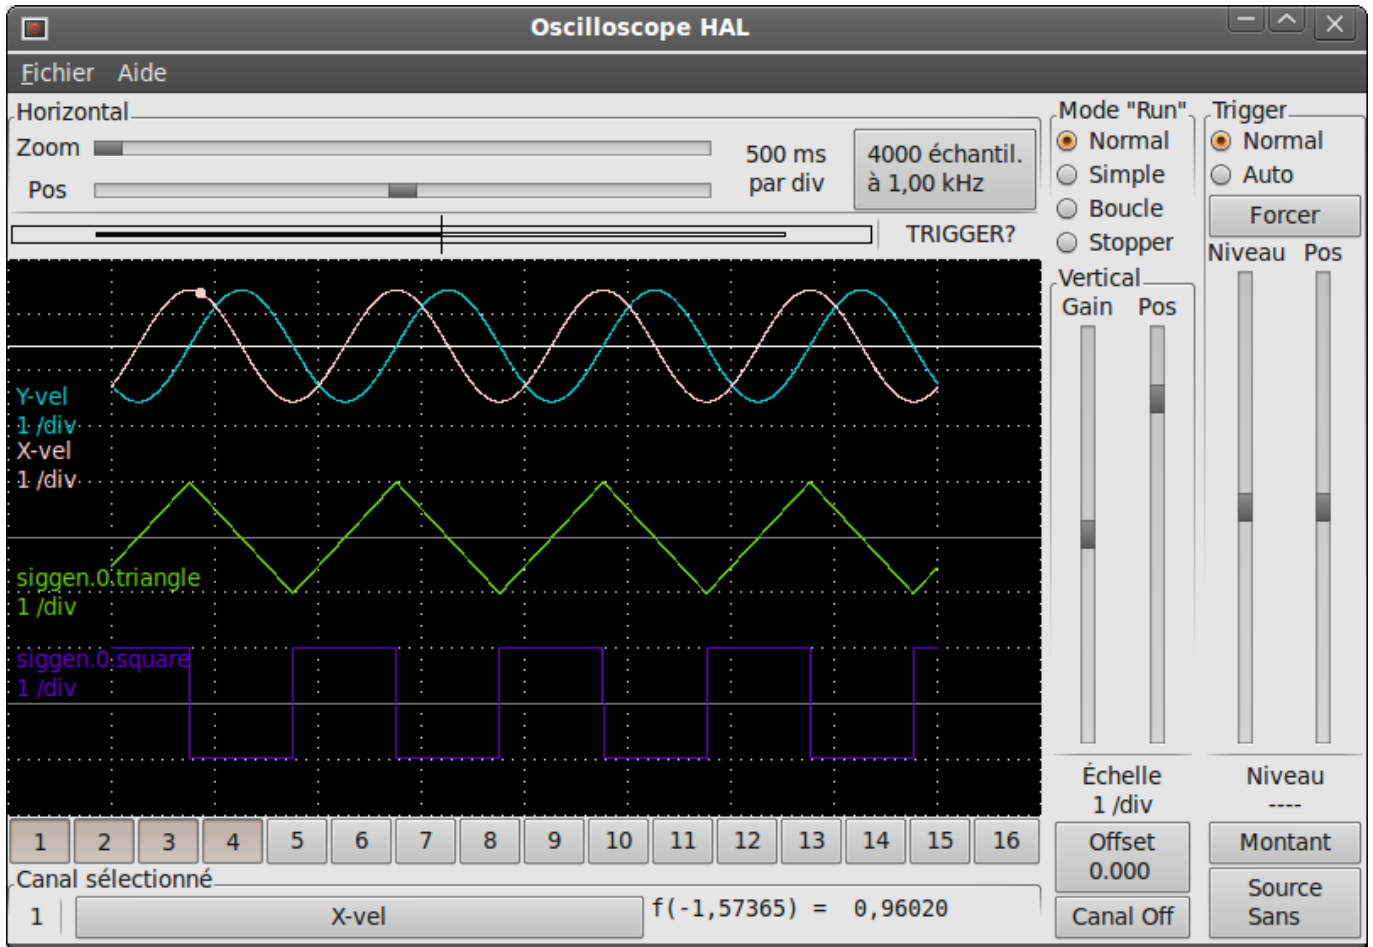 Oscilloscope HAL
Fichier Aide
Horizontal
Zoom
Pos
500 ms
par div
4000 échantil.
à 1,00 kHz
TRIGGER?
Mode "Run"
Normal
Simple
Boucle
Stopper
Trigger
Normal
Auto
Forcer
Niveau Pos
Vertical
Gain Pos
Y-vel
1 /div
X-vel
1 /div
siggen.0.triangle
1 /div
siggen.0.square
1 /div
Échelle
1 /div
Niveau
----
1 2 3 4 5 6 7 8 9 10 11 12 13 14 15 16
Offset
0.000
Montant
Canal sélectionné
1 X-vel f(-1,57365) = 0,96020
Canal Off
Source
Sans